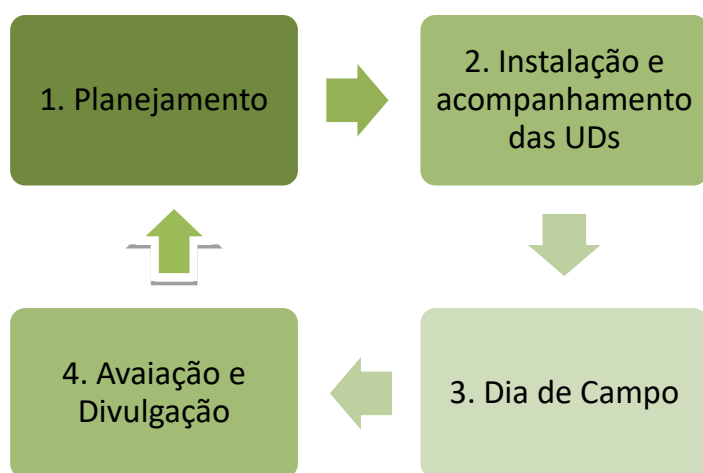 1. Planejamento
2. Instalação e
acompanhamento
das UDs
3. Dia de Campo
4. Avaiação e
Divulgação